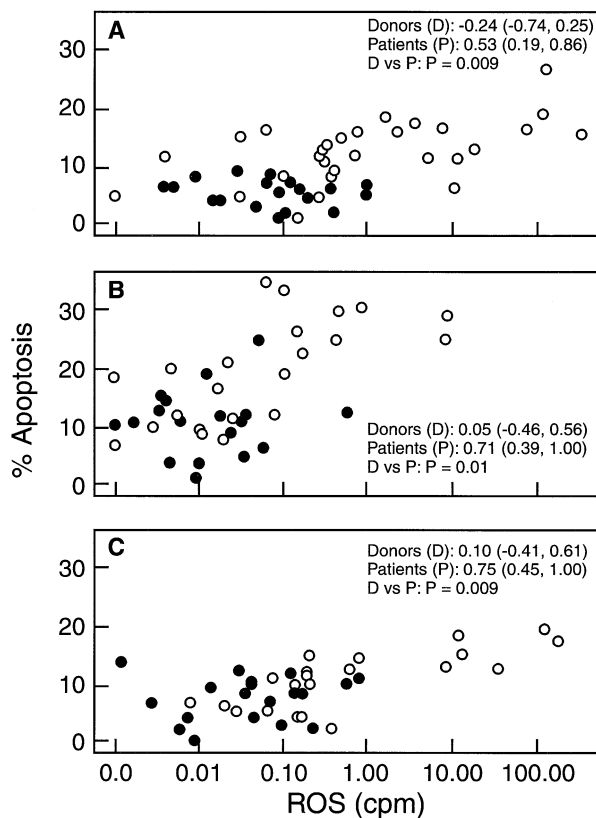 A
Donors (D): -0.24 (-0.74, 0.25)
Patients (P): 0.53 (0.19, 0.86)
D vs P: P = 0.009
30
20
10
0
B
30
20
10
0
Donors (D): 0.05 (-0.46, 0.56)
Patients (P): 0.71 (0.39, 1.00)
D vs P: P = 0.01
% Apoptosis
C
Donors (D): 0.10 (-0.41, 0.61)
Patients (P): 0.75 (0.45, 1.00)
D vs P: P = 0.009
30
20
10
0
0.0 0.01 0.10 1.00 10.00 100.00
ROS (cpm)